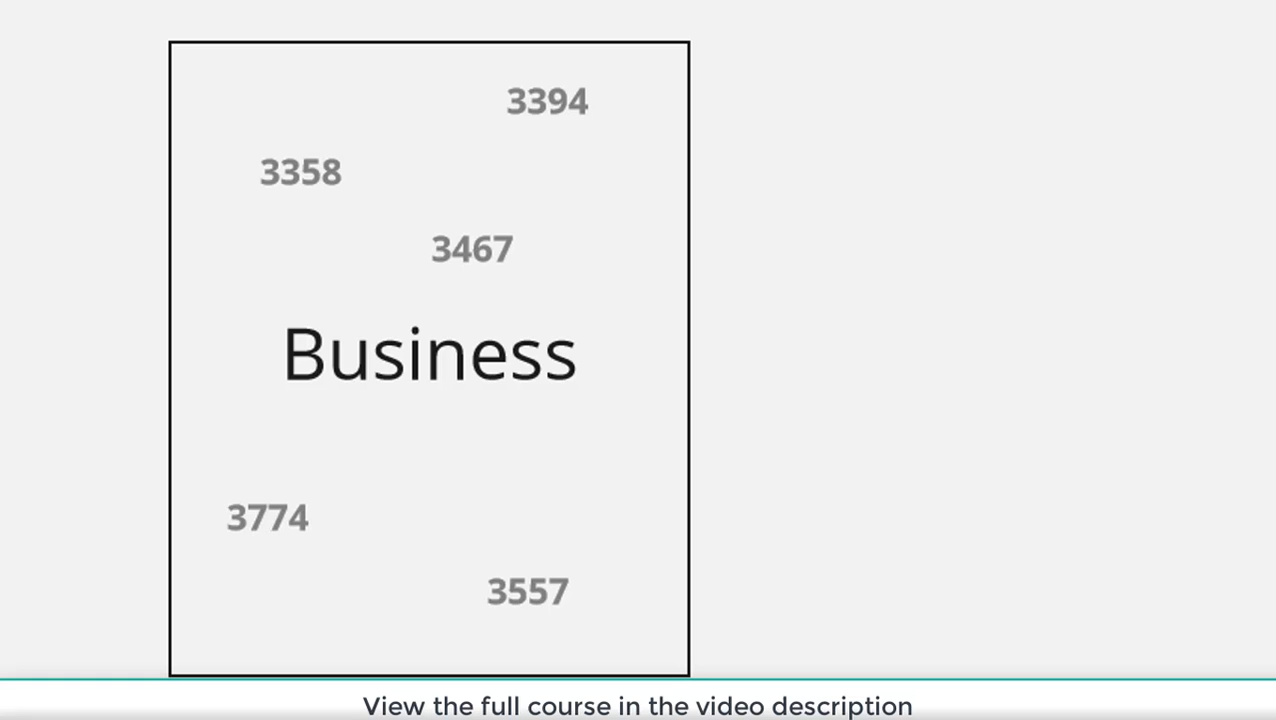 3394
3358
3467
Business
3774
3557
View the full course in the video description